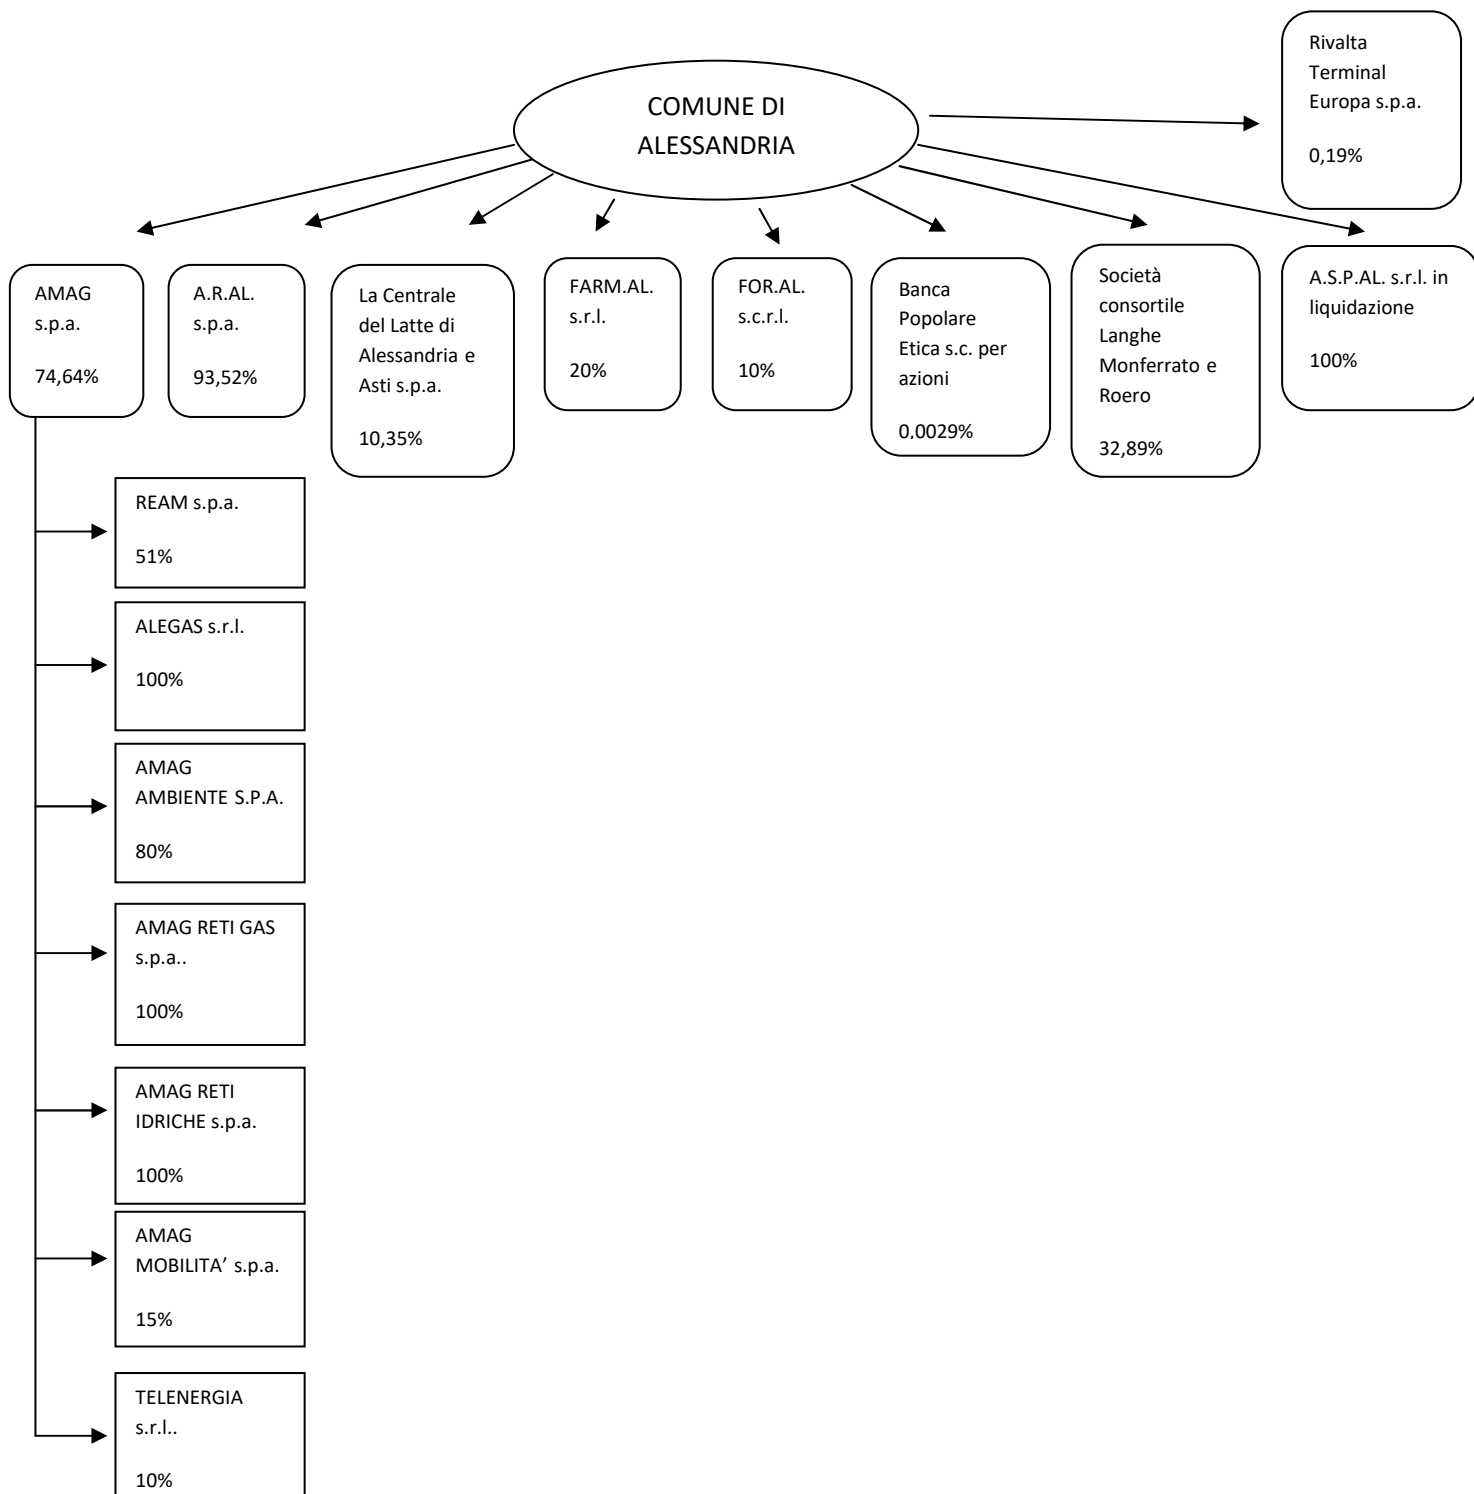 COMUNE DI
ALESSANDRIA
Rivalta
Terminal
Europa s.p.a.
0,19%
AMAG
s.p.a.
74,64%
A.R.AL.
s.p.a.
93,52%
La Centrale
del Latte di
Alessandria e
Asti s.p.a.
10,35%
FARM.AL.
s.r.l.
20%
FOR.AL.
s.c.r.l.
10%
Banca
Popolare
Etica s.c. per
azioni
0,0029%
Società
consortile
Langhe
Monferrato e
Roero
32,89%
A.S.P.AL. s.r.l. in
liquidazione
100%
REAM s.p.a.
51%
ALEGAS s.r.l.
100%
AMAG
AMBIENTE S.P.A.
80%
AMAG RETI GAS
s.p.a..
100%
AMAG RETI
IDRICHE s.p.a.
100%
AMAG
MOBILITA’ s.p.a.
15%
TELENERGIA
s.r.l..
10%